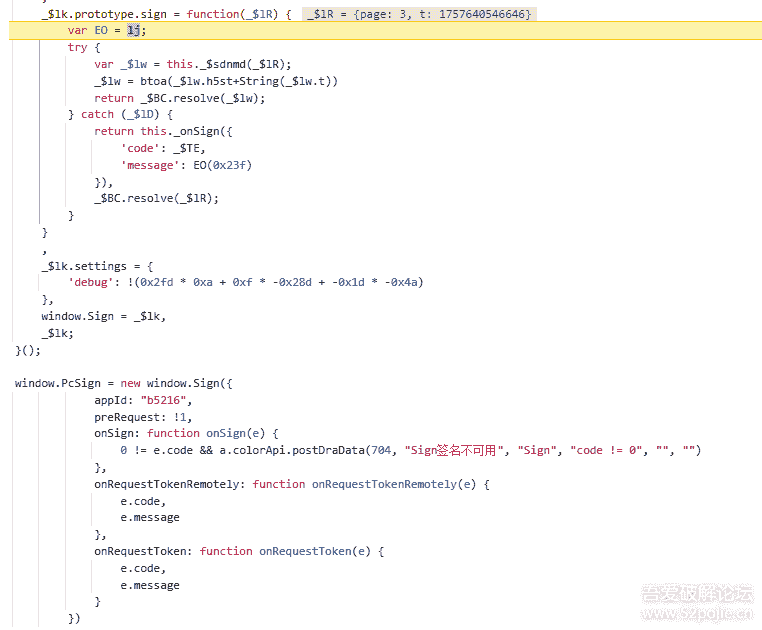 _$lk.prototype.sign = function(_$lR) { _$lR = {page: 3, t: 1757640546646}
var EO = lj;
try {
var _$lw = this._$sdnmd(_$lR);
_$lw = btoa(_$lw.h5st+String(_$lw.t))
return _$BC.resolve(_$lw);
} catch (_$lD) {
return this._onSign({
'code': _$TE,
'message': EO(0x23f)
}),
_$BC.resolve(_$lR);
}
}
,
_$lk.settings = {
'debug': !(0x2fd * 0xa + 0xf * -0x28d + -0x1d * -0x4a)
},
window.Sign = _$lk,
_$lk;
}();
window.PcSign = new window.Sign({
appId: "b5216",
preRequest: !1,
onSign: function onSign(e) {
0 != e.code && a.colorApi.postDraData(704, "Sign签名不可用", "Sign", "code != 0", "", "")
},
onRequestTokenRemotely: function onRequestTokenRemotely(e) {
e.code,
e.message
},
onRequestToken: function onRequestToken(e) {
e.code,
e.message
}
})
吾爱破解论坛
www.52pojie.cn